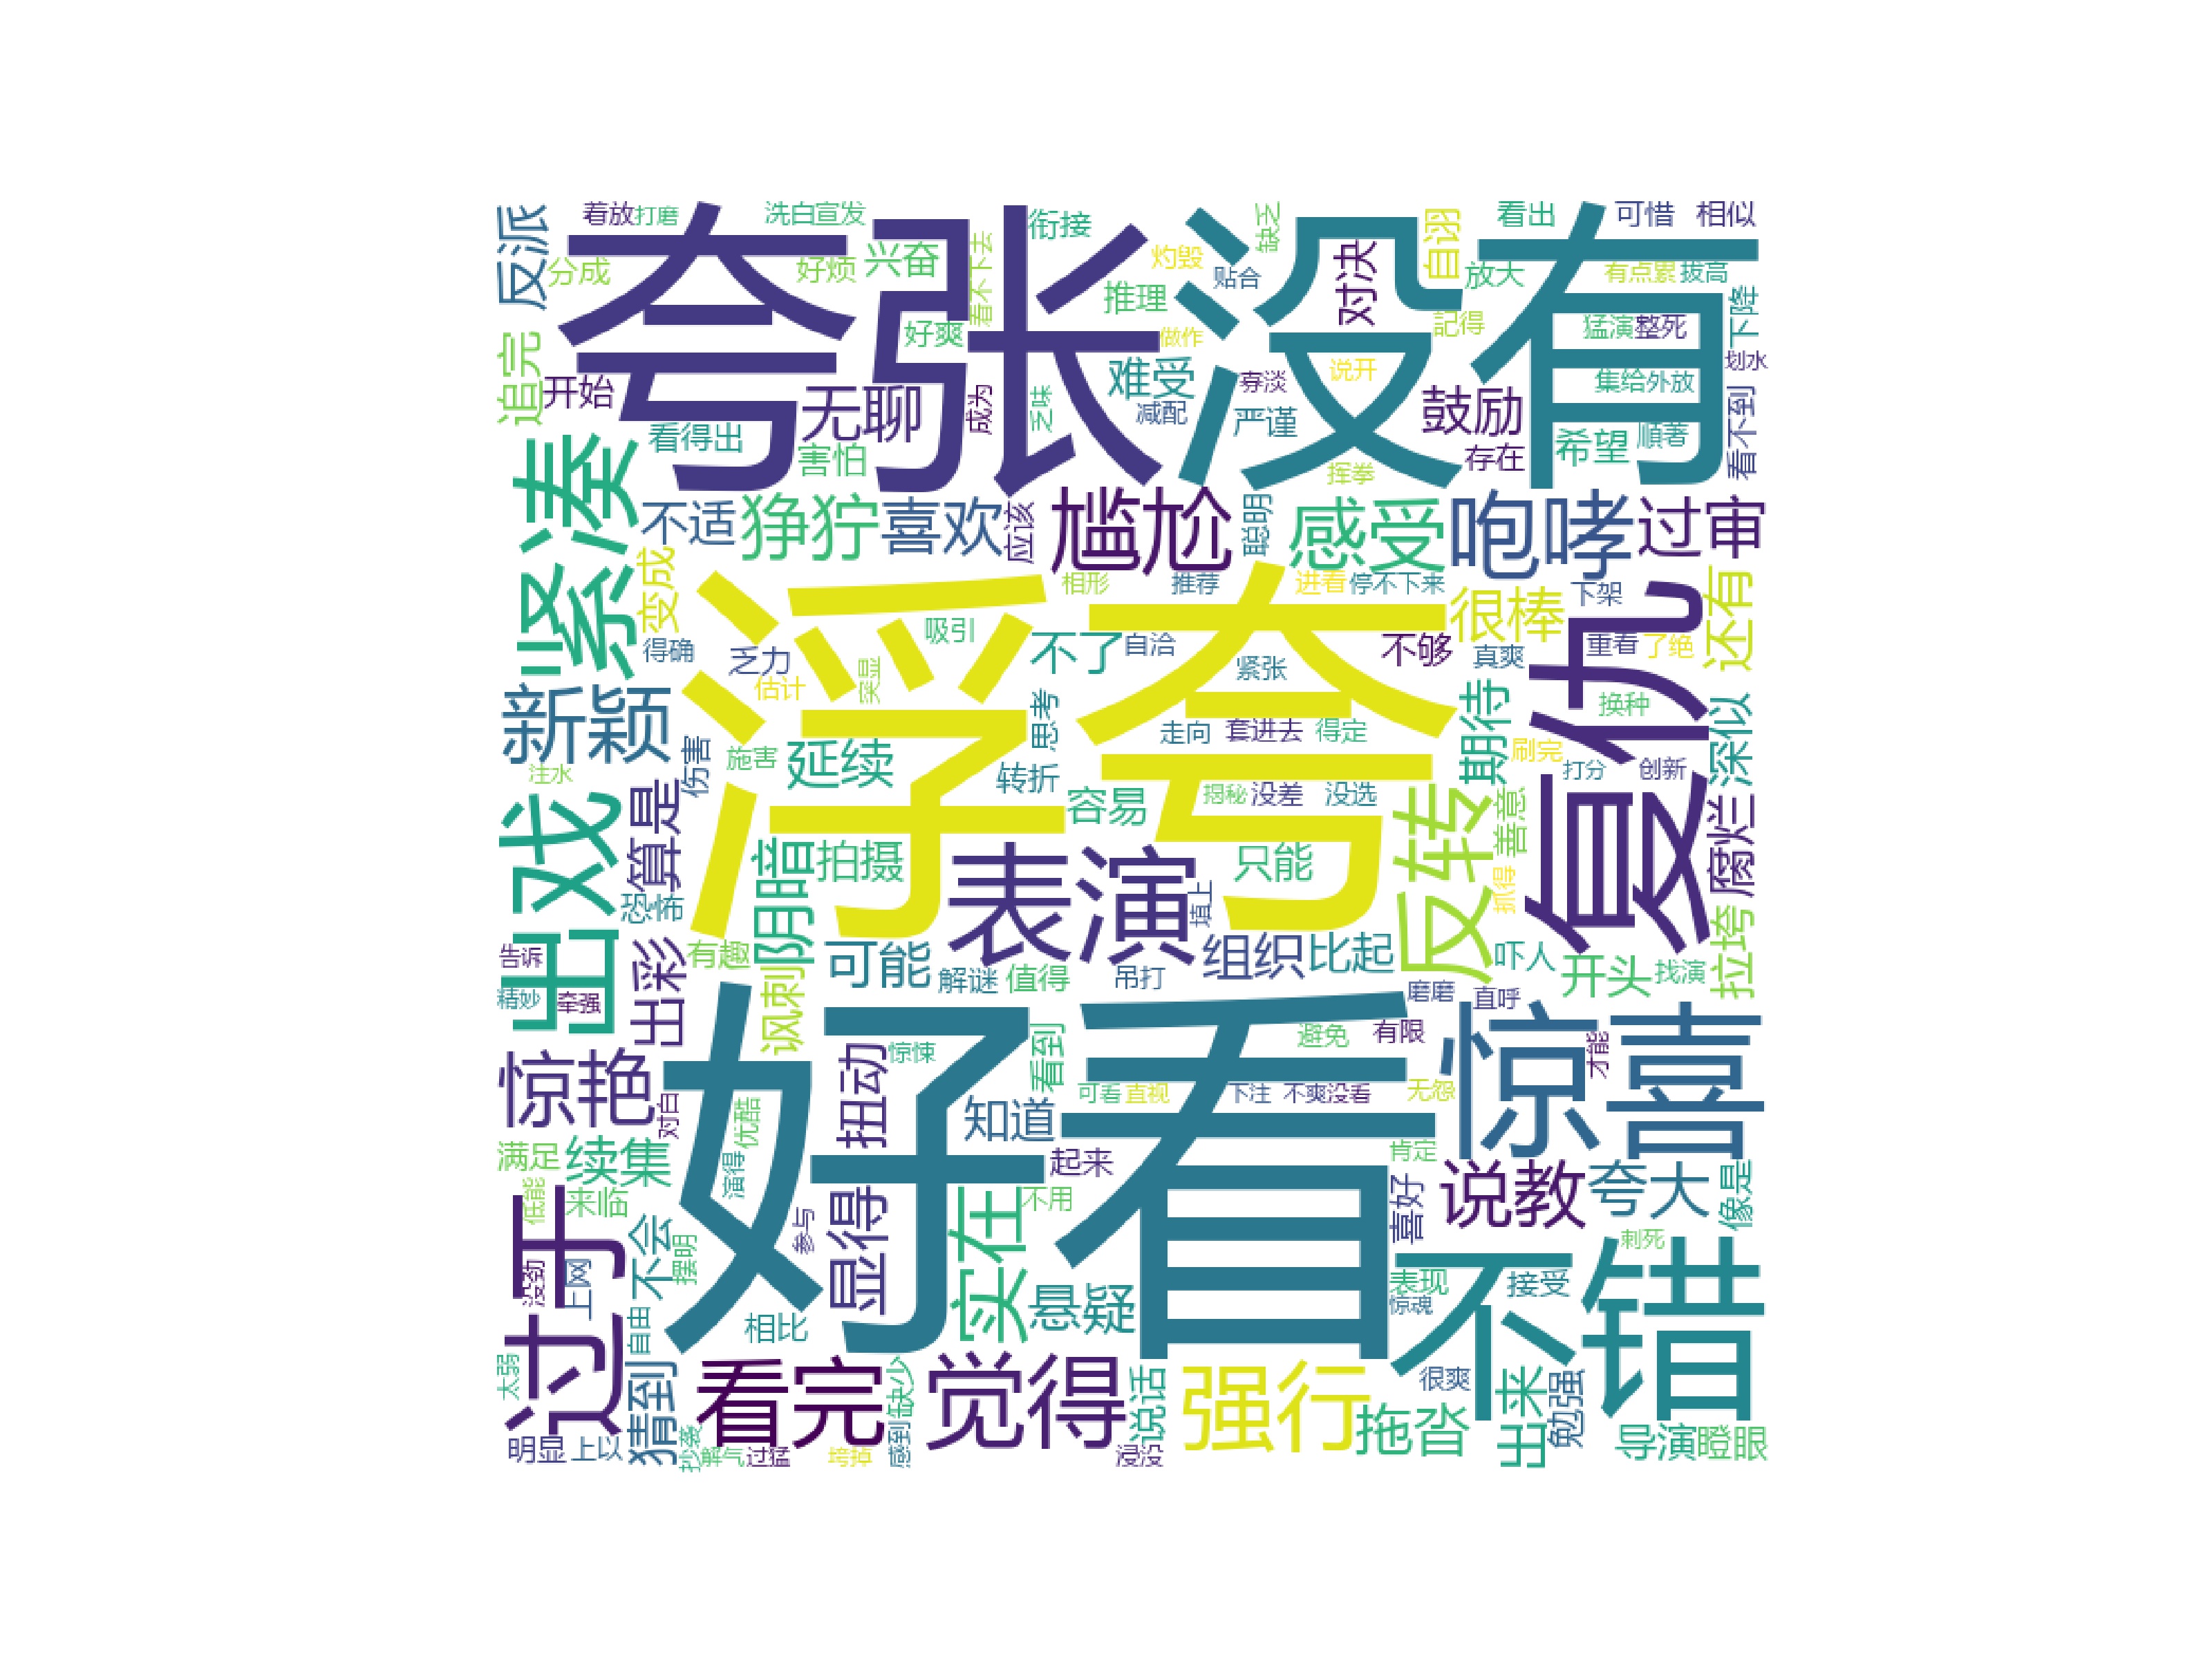 夸张
没有
浮夸
好看
复仇
不错
惊喜
表演
紧凑
出戏
过于
反转
觉得
看完
强行
尴尬
感受
咆哮
过审
新颖
惊艳
说教
夸大
实在
显得
反派
着放
打磨
洗白
宣发
衔接
缺乏
自诩
看出
可惜
相似
分成
好烦
兴奋
看不下去
灼毁
贴合
对决
放大
有点累
拔高
下降
推理
好爽
做作
記得
猛演
整死
划水
追完
开始
无聊
成为
乏味
难受
减配
寡淡
说开
严谨
鼓励
集给
外放
看得出
害怕
挥拳
存在
希望
順著
看不到
不适
狰狞
喜欢
应该
聪明
变成
相形
推荐
进看
停不下来
很棒
下架
还有
得确
乏力
吸引
不了
自洽
紧张
不够
真爽
重看
了绝
估计
突显
思考
走向
套进去
得定
期待
换种
深似
注水
伤害
施害
延续
转折
揭秘
没差
没选
刷完
打分
创新
容易
善意
算是
恐怖
阴暗
拍摄
只能
填上
抓得
腐烂
告诉
精妙
牵强
出彩
有趣
讽刺
可能
解谜
值得
吊打
组织
比起
吓人
开头
找演
拉垮
磨磨
直呼
避免
有限
才能
扭动
惊悚
看到
可看
直视
下注
不爽
没看
无怨
对白
优酷
知道
肯定
满足
续集
演得
起来
低能
来临
参与
不用
喜好
像是
没劲
上网
不会
摆明
刺死
自由
相比
悬疑
表现
惊魂
接受
太弱
猜到
缺少
说话
很爽
拖沓
出来
勉强
导演
瞪眼
明显
上以
抄袭
解气
过猛
垮掉
感到
浸没